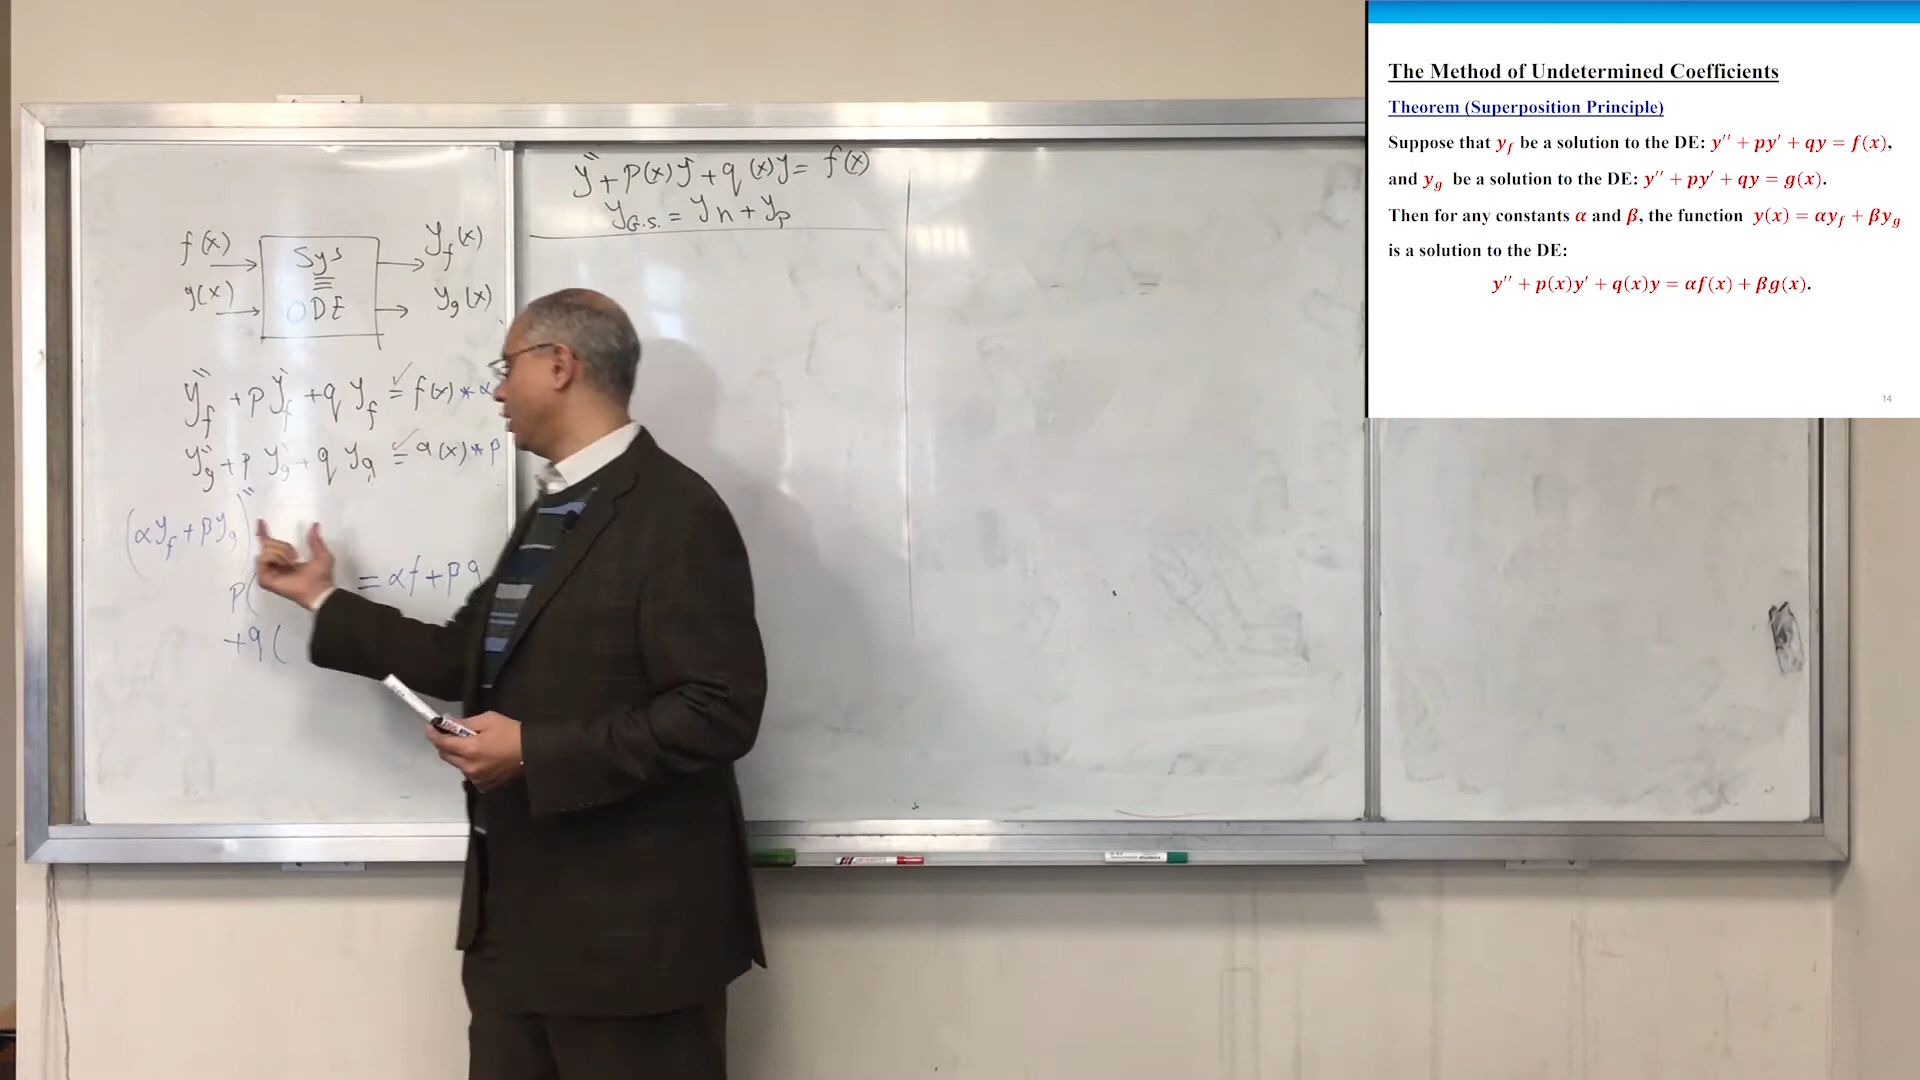 y'' + p(x)y' + q(x)y = f(x)
y_{G.S.} = y_h + y_p
f(x)
Sys
y_f(x)
≡
g(x)
ODE
y_g(x)
y_f'' + p y_f' + q y_f = f(x) * α
y_g'' + p y_g' + q y_g = g(x) * β
(αy_f + βy_g)''
p( = αf + βg
+ q (
The Method of Undetermined Coefficients
Theorem (Superposition Principle)
Suppose that y_f be a solution to the DE: y'' + py' + qy = f(x),
and y_g be a solution to the DE: y'' + py' + qy = g(x).
Then for any constants α and β, the function y(x) = αy_f + βy_g
is a solution to the DE:
y'' + p(x)y' + q(x)y = αf(x) + βg(x).
14